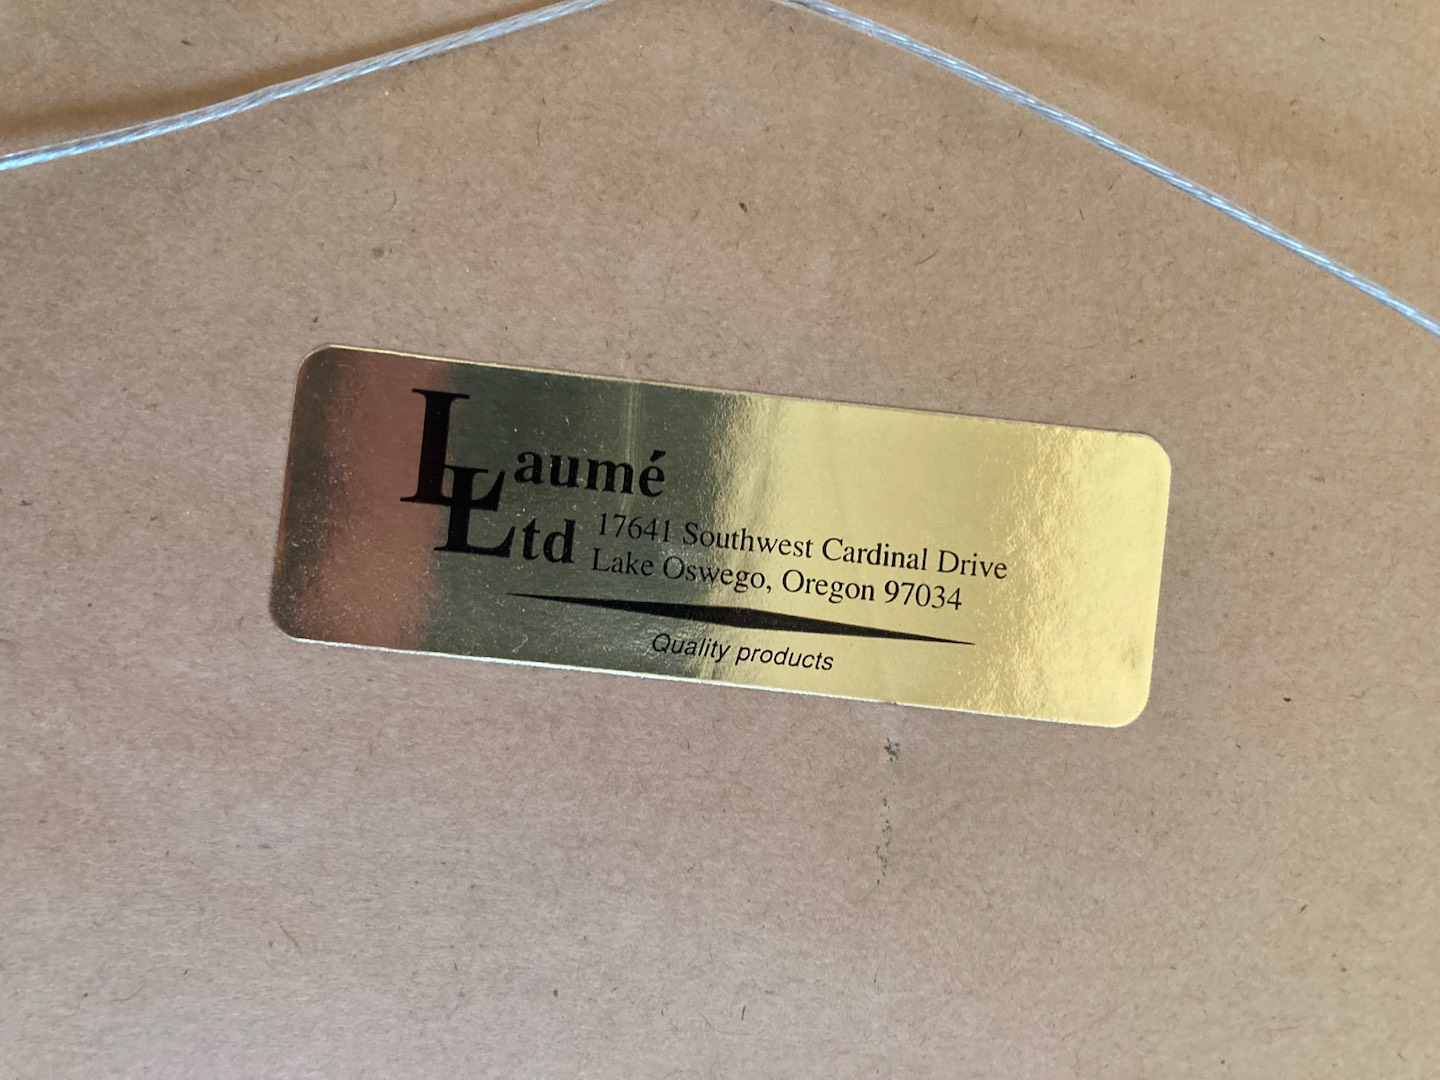 Laumé
Ltd
17641 Southwest Cardinal Drive
Lake Oswego, Oregon 97034
Quality products